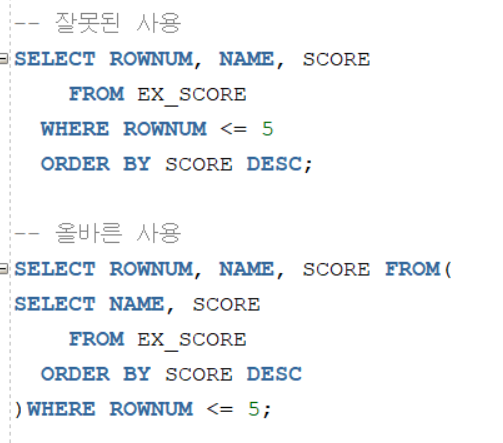 -- 잘못된 사용
SELECT ROWNUM, NAME, SCORE
    FROM EX_SCORE
  WHERE ROWNUM <= 5
  ORDER BY SCORE DESC;

-- 올바른 사용
SELECT ROWNUM, NAME, SCORE FROM(
SELECT NAME, SCORE
    FROM EX_SCORE
  ORDER BY SCORE DESC
)WHERE ROWNUM <= 5;